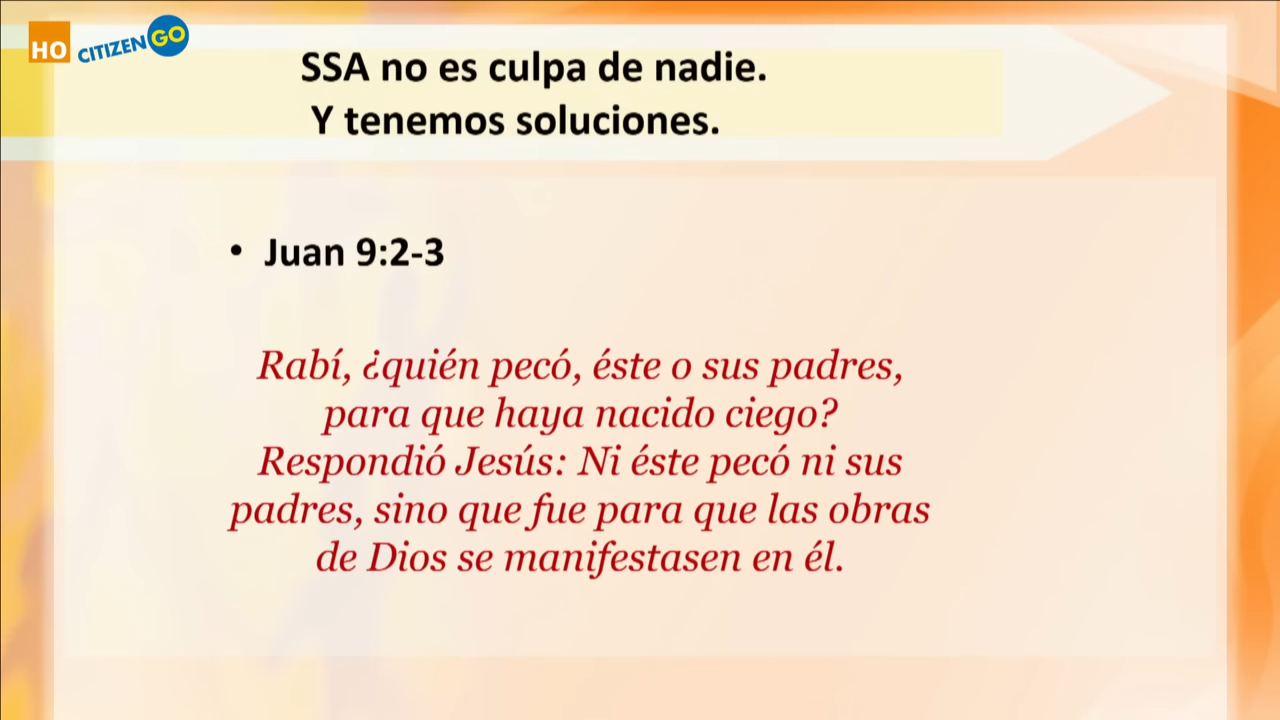 HO CITIZENGO
SSA no es culpa de nadie.
Y tenemos soluciones.
• Juan 9:2-3
Rabí, ¿quién pecó, éste o sus padres,
para que haya nacido ciego?
Respondió Jesús: Ni éste pecó ni sus
padres, sino que fue para que las obras
de Dios se manifestasen en él.